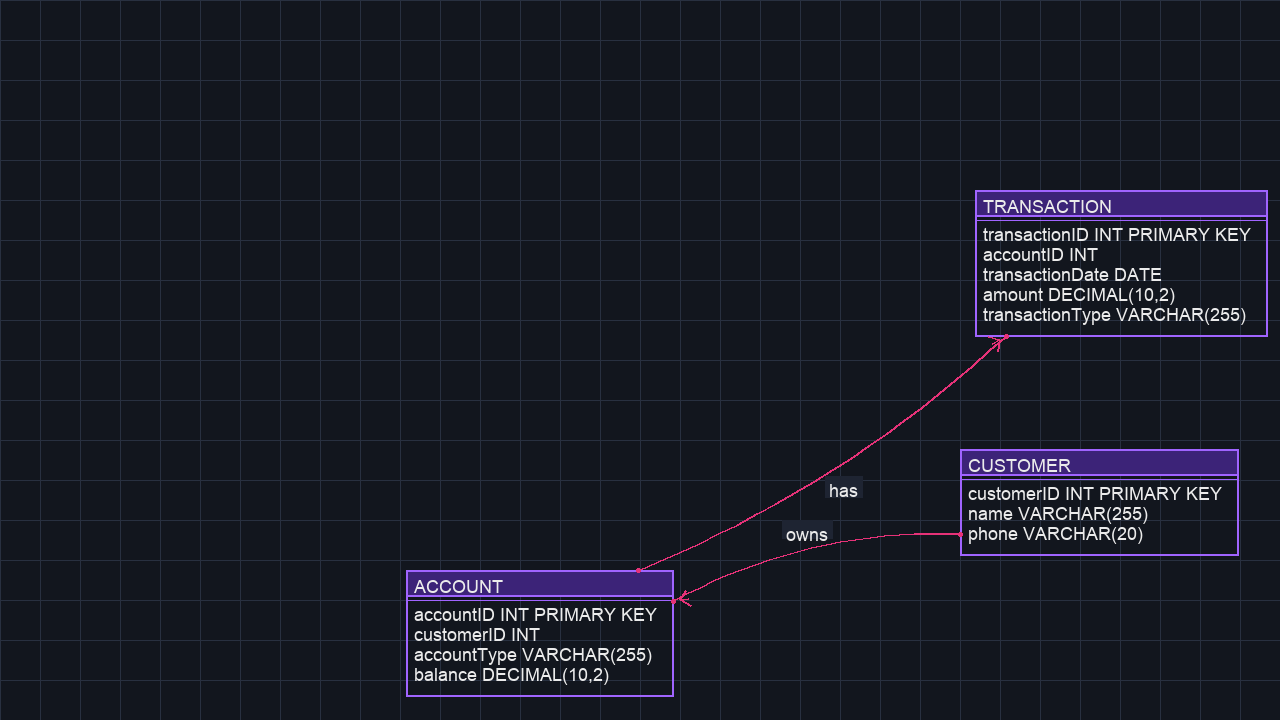 TRANSACTION
transactionID INT PRIMARY KEY
accountID INT
transactionDate DATE
amount DECIMAL(10,2)
transactionType VARCHAR(255)
CUSTOMER
customerID INT PRIMARY KEY
name VARCHAR(255)
phone VARCHAR(20)
has
owns
ACCOUNT
accountID INT PRIMARY KEY
customerID INT
accountType VARCHAR(255)
balance DECIMAL(10,2)